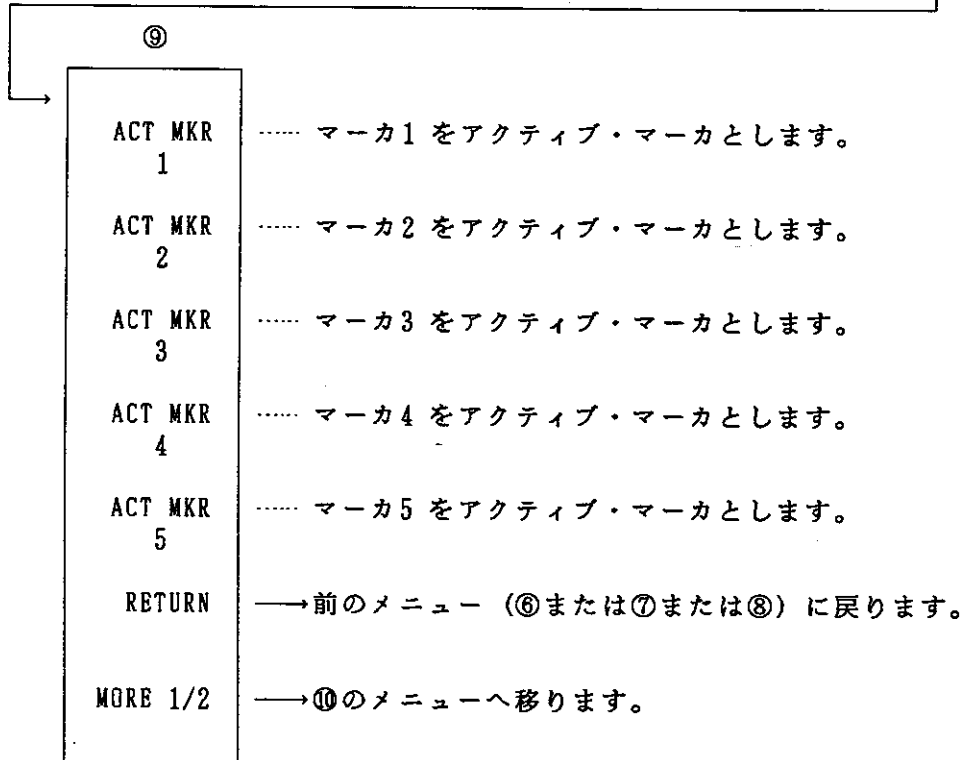 ⑨
ACT MKR …… マーカ1 をアクティブ・マーカとします。
1
ACT MKR …… マーカ2 をアクティブ・マーカとします。
2
ACT MKR …… マーカ3 をアクティブ・マーカとします。
3
ACT MKR …… マーカ4 をアクティブ・マーカとします。
4
ACT MKR …… マーカ5 をアクティブ・マーカとします。
5
RETURN ―→前のメニュー (⑥または⑦または⑧) に戻ります。
MORE 1/2 ―→⑩のメニューへ移ります。